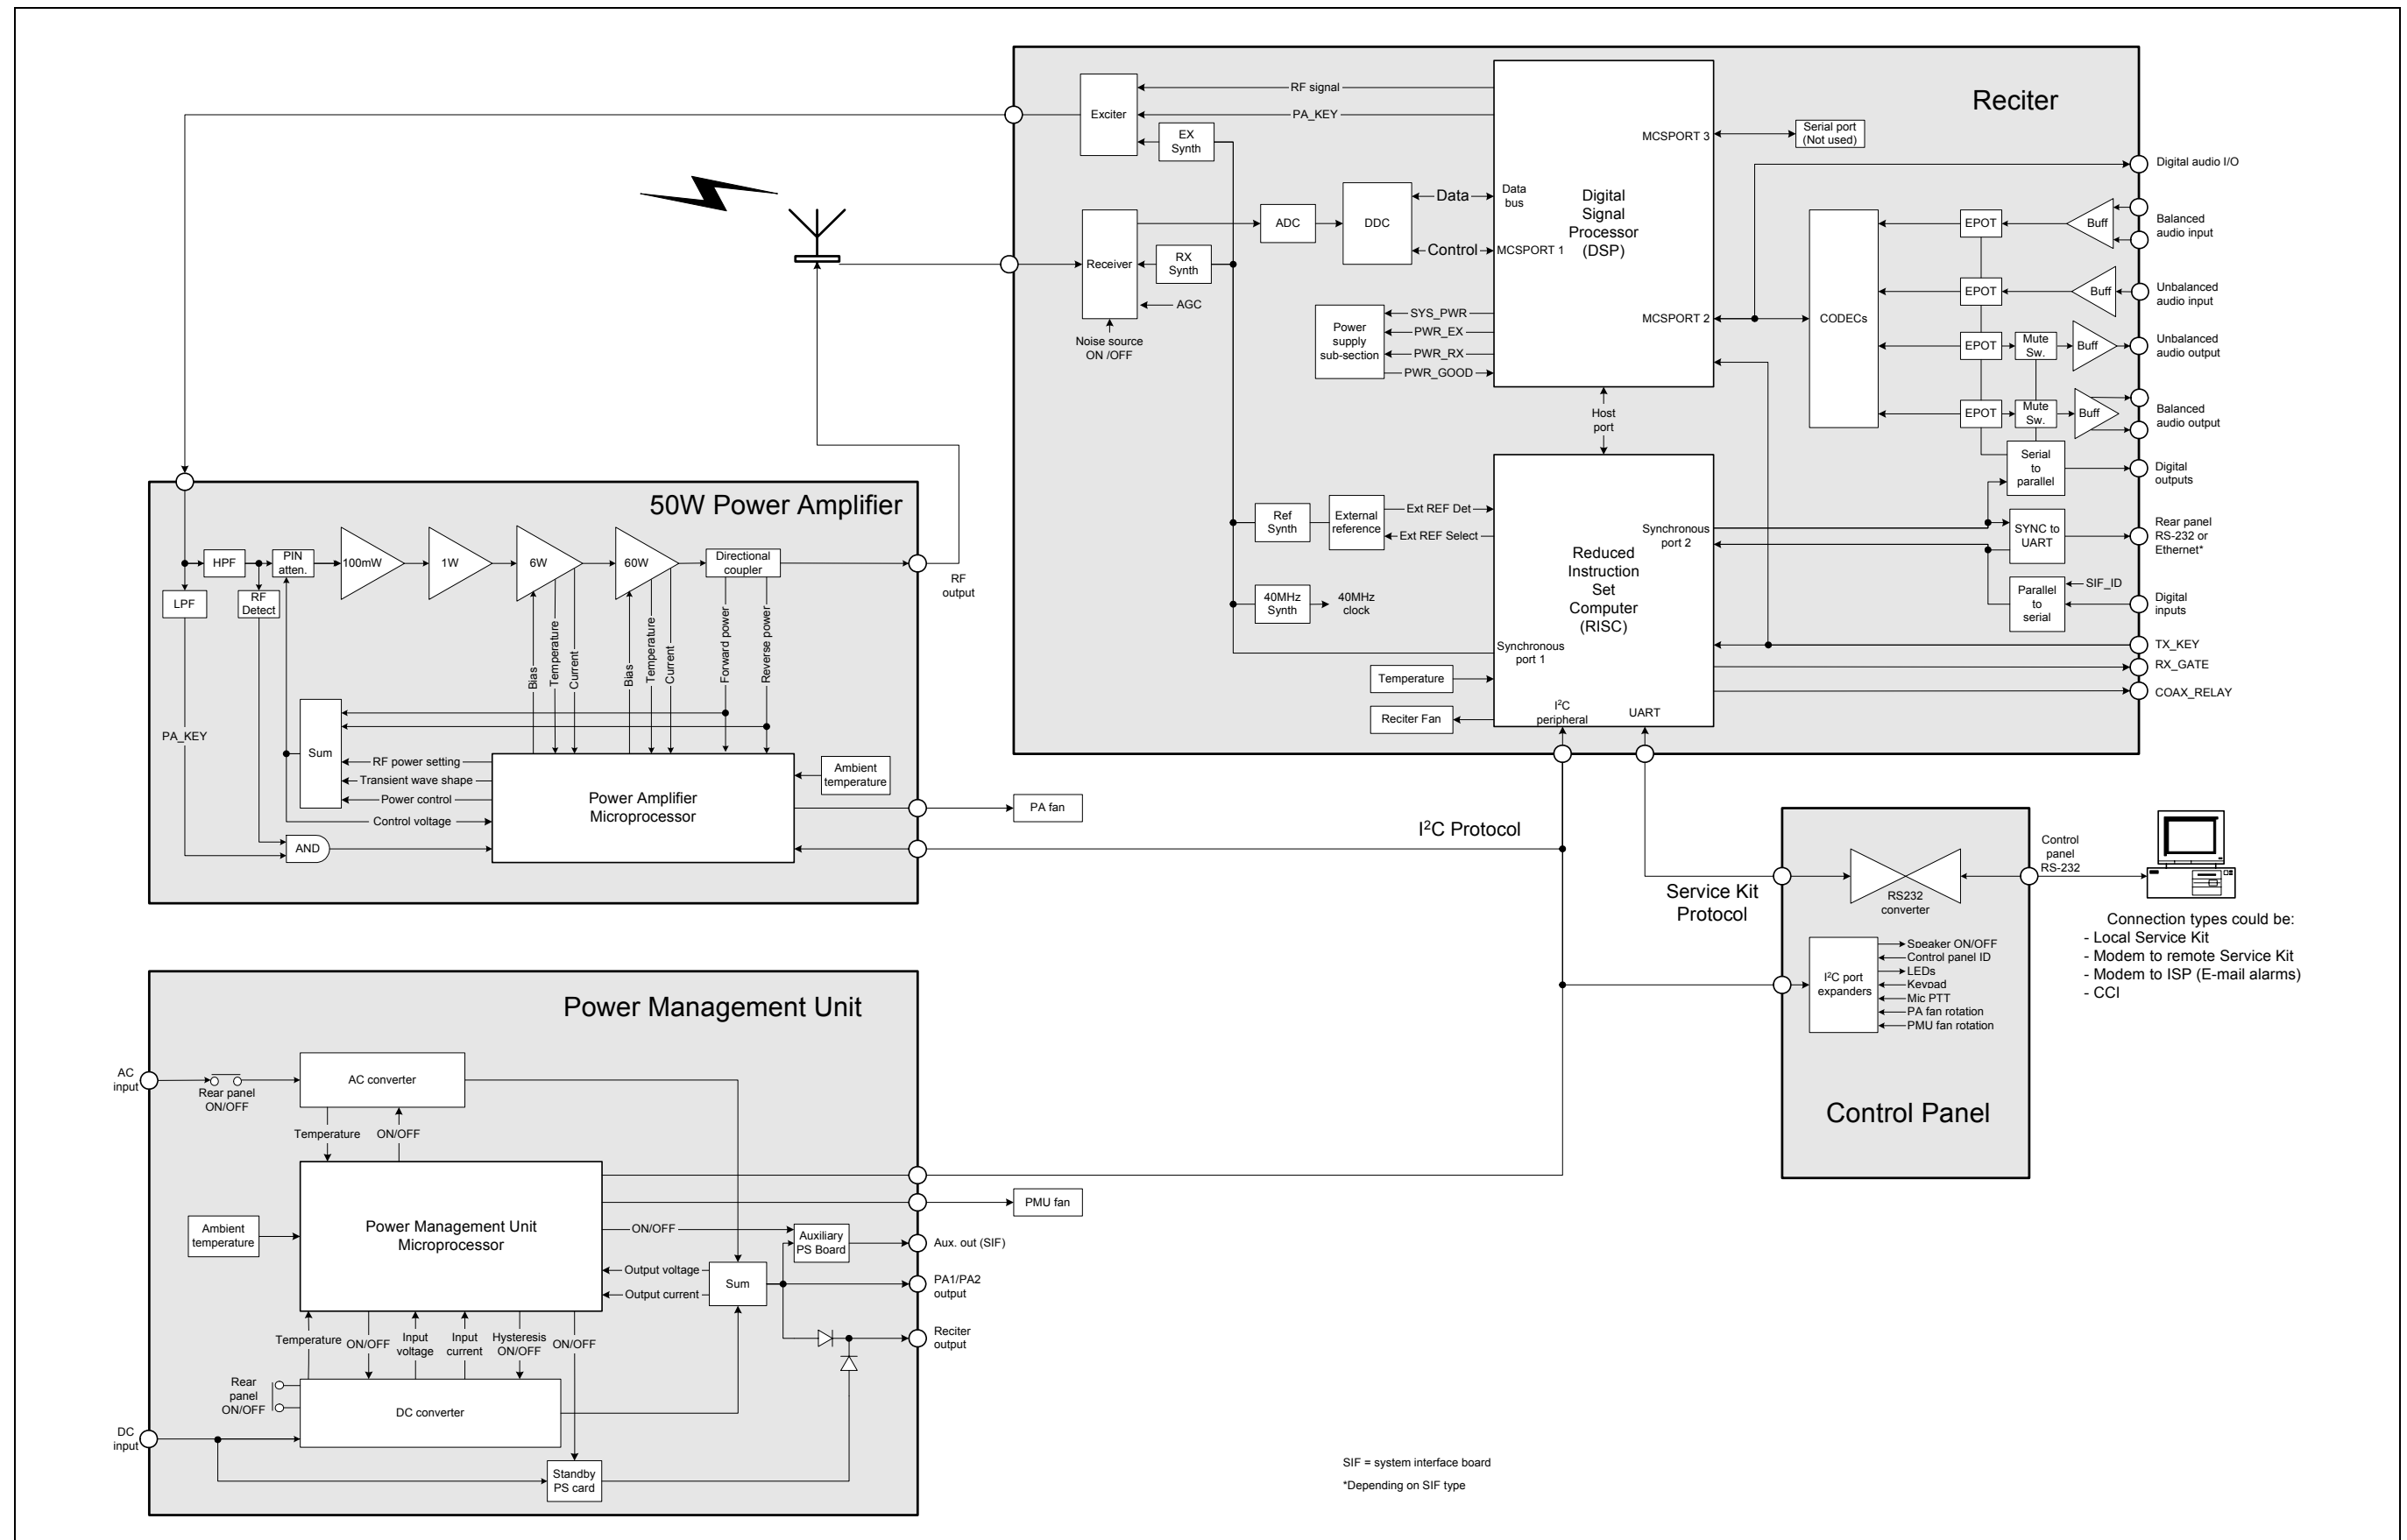 Reciter
RF signal
PA_KEY
Exciter
EX
Synth
MCSPORT 3
Serial port
(Not used)
Digital audio I/O
Data
Data
bus
Digital
Signal
Processor
(DSP)
ADC
DDC
Control
MCSPORT 1
Receiver
RX
Synth
AGC
Noise source
ON /OFF
Power
supply
sub-section
SYS_PWR
PWR_EX
PWR_RX
PWR_GOOD
MCSPORT 2
CODECs
EPOT
Buff
Balanced
audio input
EPOT
Buff
Unbalanced
audio input
EPOT
Mute
Sw.
Buff
Unbalanced
audio output
EPOT
Mute
Sw.
Buff
Balanced
audio output
Host
port
Serial
to
parallel
Digital
outputs
Ref
Synth
External
reference
Ext REF Det
Ext REF Select
Synchronous
port 2
SYNC to
UART
Rear panel
RS-232 or
Ethernet*
Reduced
Instruction
Set
Computer
(RISC)
40MHz
Synth
40MHz
clock
Parallel
to
serial
SIF_ID
Digital
inputs
Synchronous
port 1
TX_KEY
RX_GATE
COAX_RELAY
Temperature
Reciter Fan
I²C
peripheral
UART
50W Power Amplifier
HPF
PIN
atten.
100mW
1W
6W
60W
Directional
coupler
RF
output
LPF
RF
Detect
Bias
Temperature
Current
Bias
Temperature
Current
Forward power
Reverse power
PA_KEY
Sum
RF power setting
Transient wave shape
Power control
Control voltage
AND
Power Amplifier
Microprocessor
Ambient
temperature
PA fan
I²C Protocol
Service Kit
Protocol
RS232
converter
Control
panel
RS-232
Connection types could be:
- Local Service Kit
- Modem to remote Service Kit
- Modem to ISP (E-mail alarms)
- CCI
I²C port
expanders
Speaker ON/OFF
Control panel ID
LEDs
Keypad
Mic PTT
PA fan rotation
PMU fan rotation
Control Panel
Power Management Unit
AC
input
Rear panel
ON/OFF
AC converter
Temperature
ON/OFF
Power Management Unit
Microprocessor
Ambient
temperature
PMU fan
ON/OFF
Auxiliary
PS Board
Aux. out (SIF)
Output voltage
Output current
Sum
PA1/PA2
output
Reciter
output
Temperature
ON/OFF
Input
voltage
Input
current
Hysteresis
ON/OFF
ON/OFF
Rear
panel
ON/OFF
DC converter
DC
input
Standby
PS card
SIF = system interface board
*Depending on SIF type